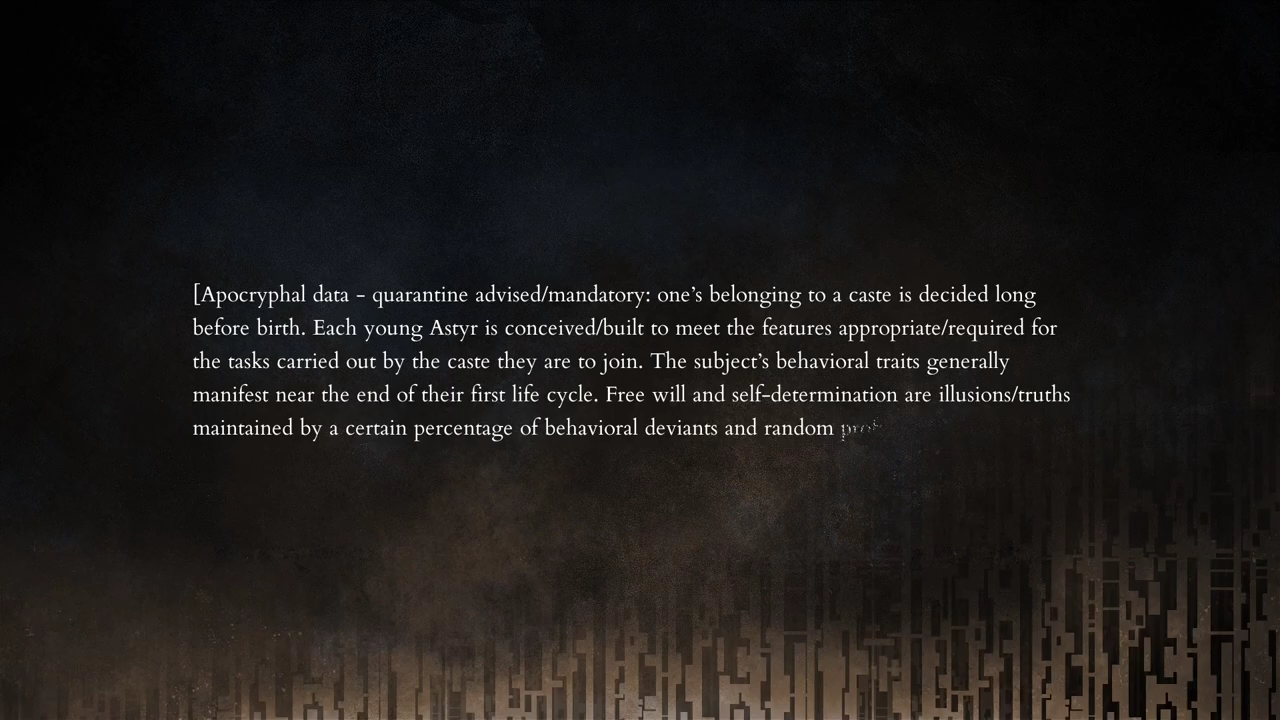 [Apocryphal data - quarantine advised/mandatory: one’s belonging to a caste is decided long
before birth. Each young Astyr is conceived/built to meet the features appropriate/required for
the tasks carried out by the caste they are to join. The subject’s behavioral traits generally
manifest near the end of their first life cycle. Free will and self-determination are illusions/truths
maintained by a certain percentage of behavioral deviants and random